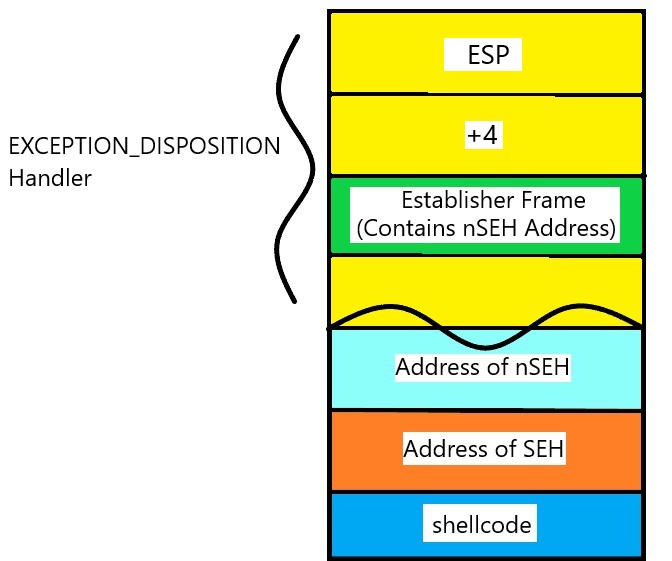 ESP
+4
EXCEPTION_DISPOSITION
Handler
Establisher Frame
(Contains nSEH Address)
Address of nSEH
Address of SEH
shellcode